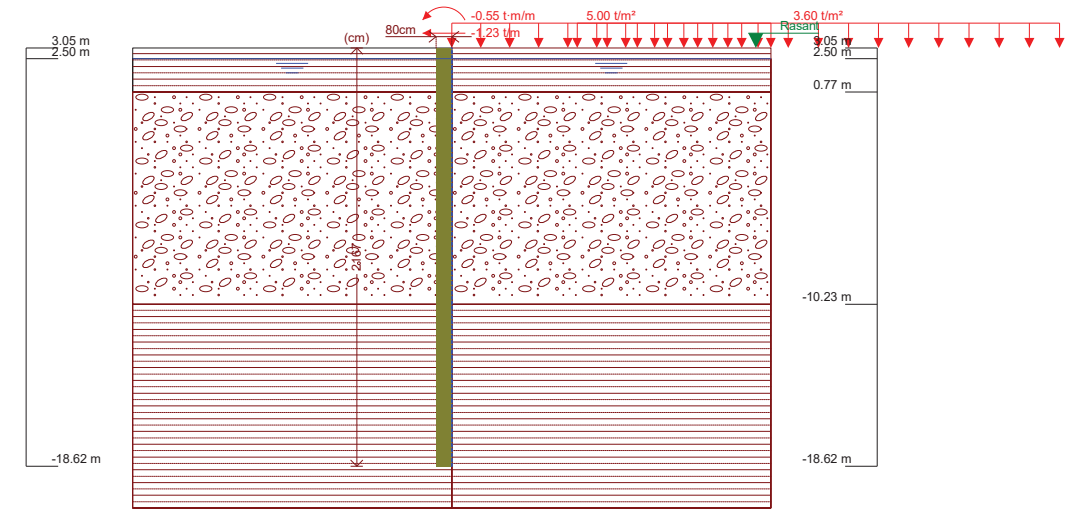 -0.55 t·m/m
5.00 t/m²
3.60 t/m²
80cm
-1.23 t/m
Rasant
(cm)
3.05 m
3.05 m
2.50 m
2.50 m
0.77 m
2167
-10.23 m
-18.62 m
-18.62 m